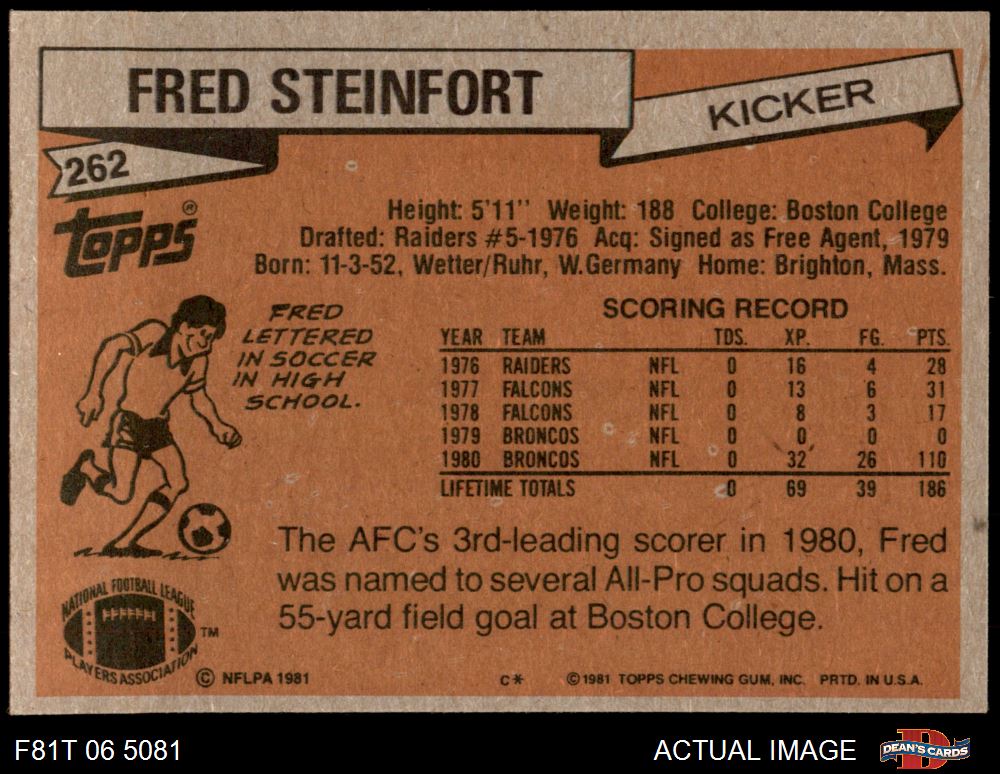 FRED STEINFORT
KICKER
262
TOPPS®
Height: 5'11" Weight: 188 College: Boston College
Drafted: Raiders #5-1976 Acq: Signed as Free Agent, 1979
Born: 11-3-52, Wetter/Ruhr, W.Germany Home: Brighton, Mass.
FRED
LETTERED
IN SOCCER
IN HIGH
SCHOOL.
SCORING RECORD
YEAR TEAM TDS. XP. FG. PTS.
1976 RAIDERS NFL 0 16 4 28
1977 FALCONS NFL 0 13 6 31
1978 FALCONS NFL 0 8 3 17
1979 BRONCOS NFL 0 0 0 0
1980 BRONCOS NFL 0 32 26 110
LIFETIME TOTALS 0 69 39 186
The AFC's 3rd-leading scorer in 1980, Fred
was named to several All-Pro squads. Hit on a
55-yard field goal at Boston College.
NATIONAL FOOTBALL LEAGUE
PLAYERS ASSOCIATION
TM
© NFLPA 1981
C*
© 1981 TOPPS CHEWING GUM, INC. PRTD. IN U.S.A.
F81T 06 5081
ACTUAL IMAGE
D
DEAN'S CARDS